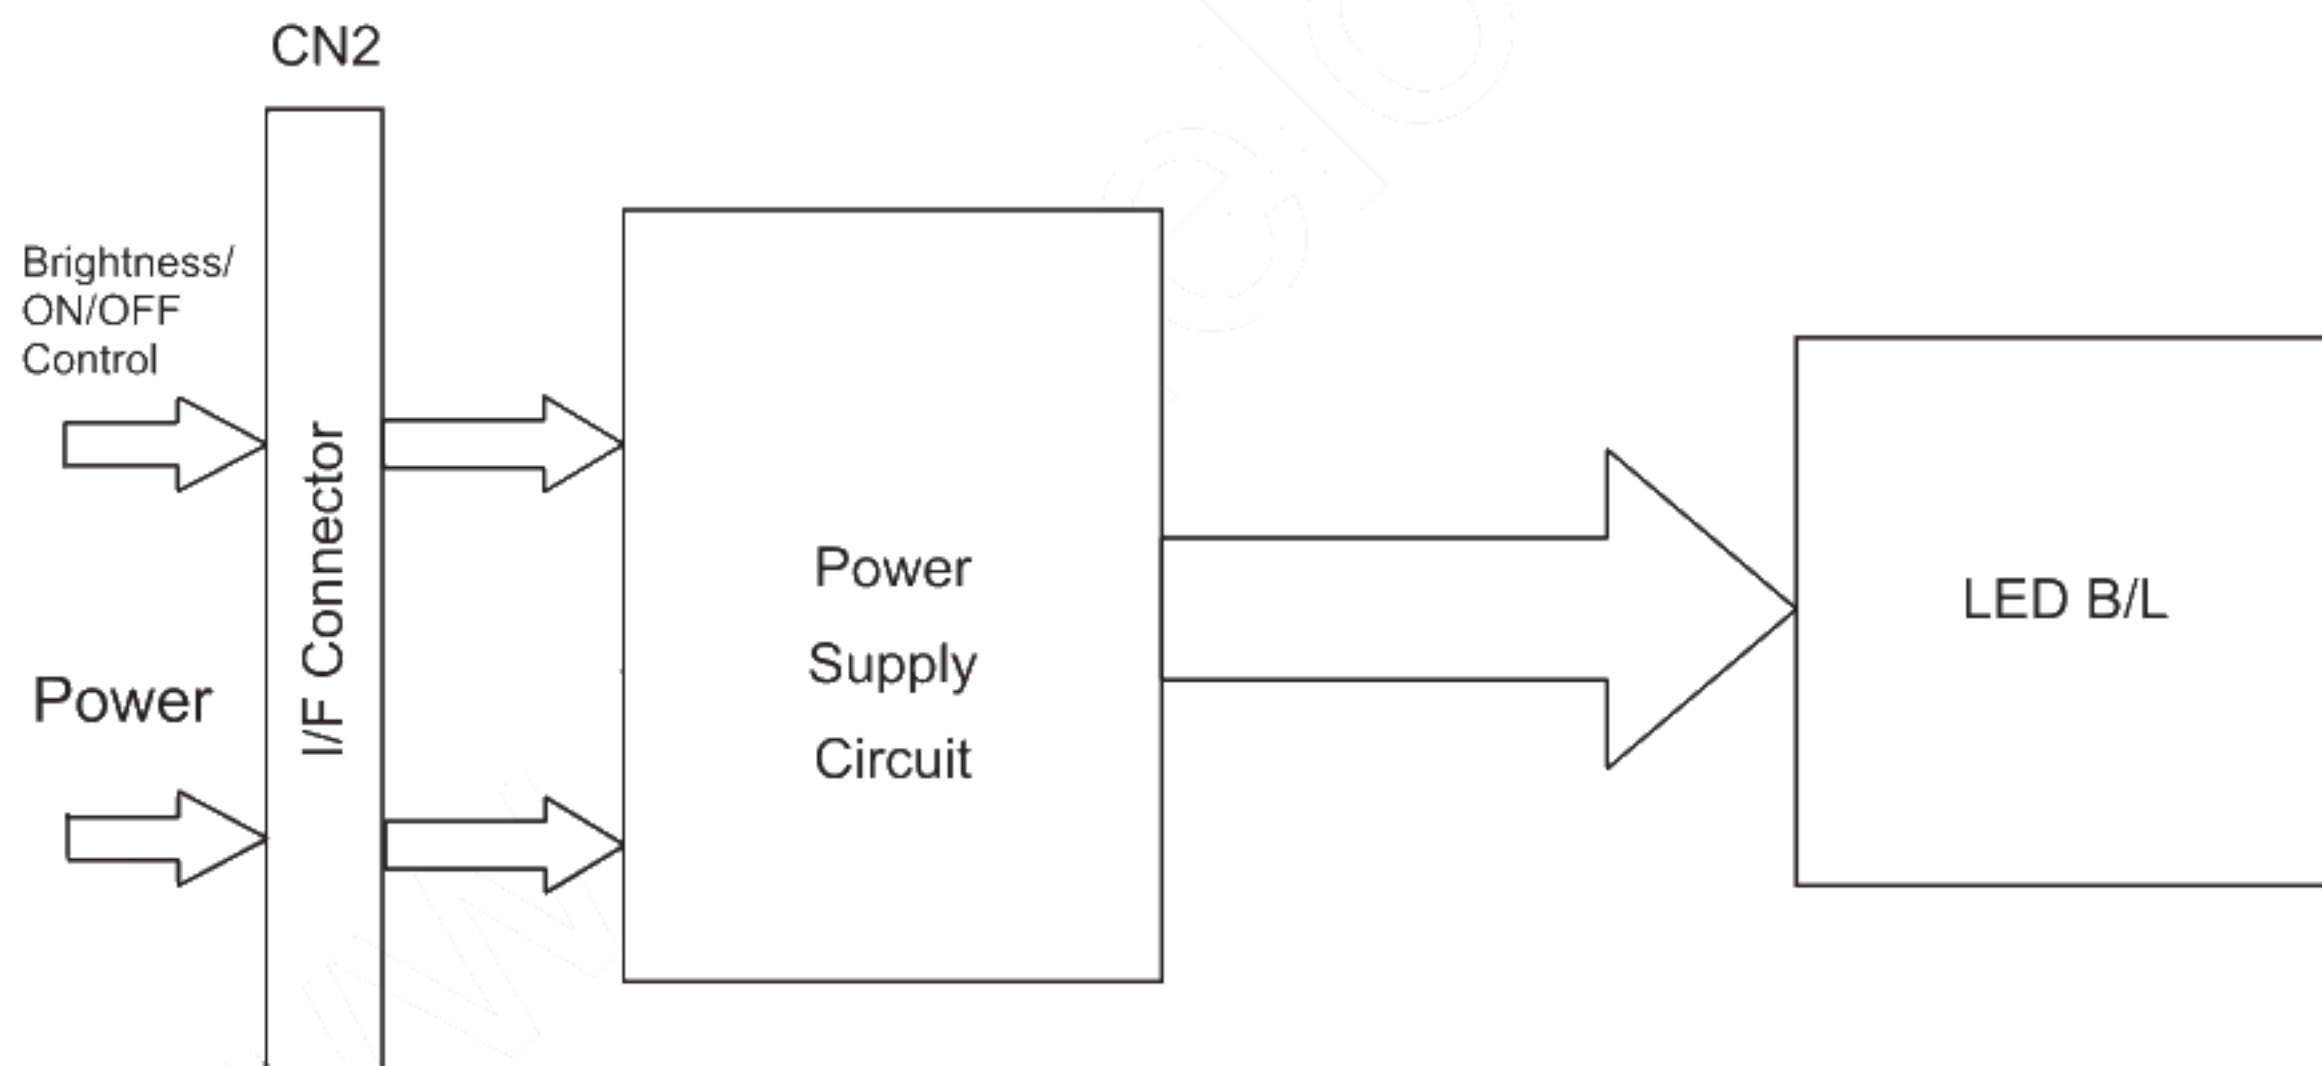 CN2
Brightness/
ON/OFF
Control
I/F Connector
Power
Power
Supply
Circuit
LED B/L